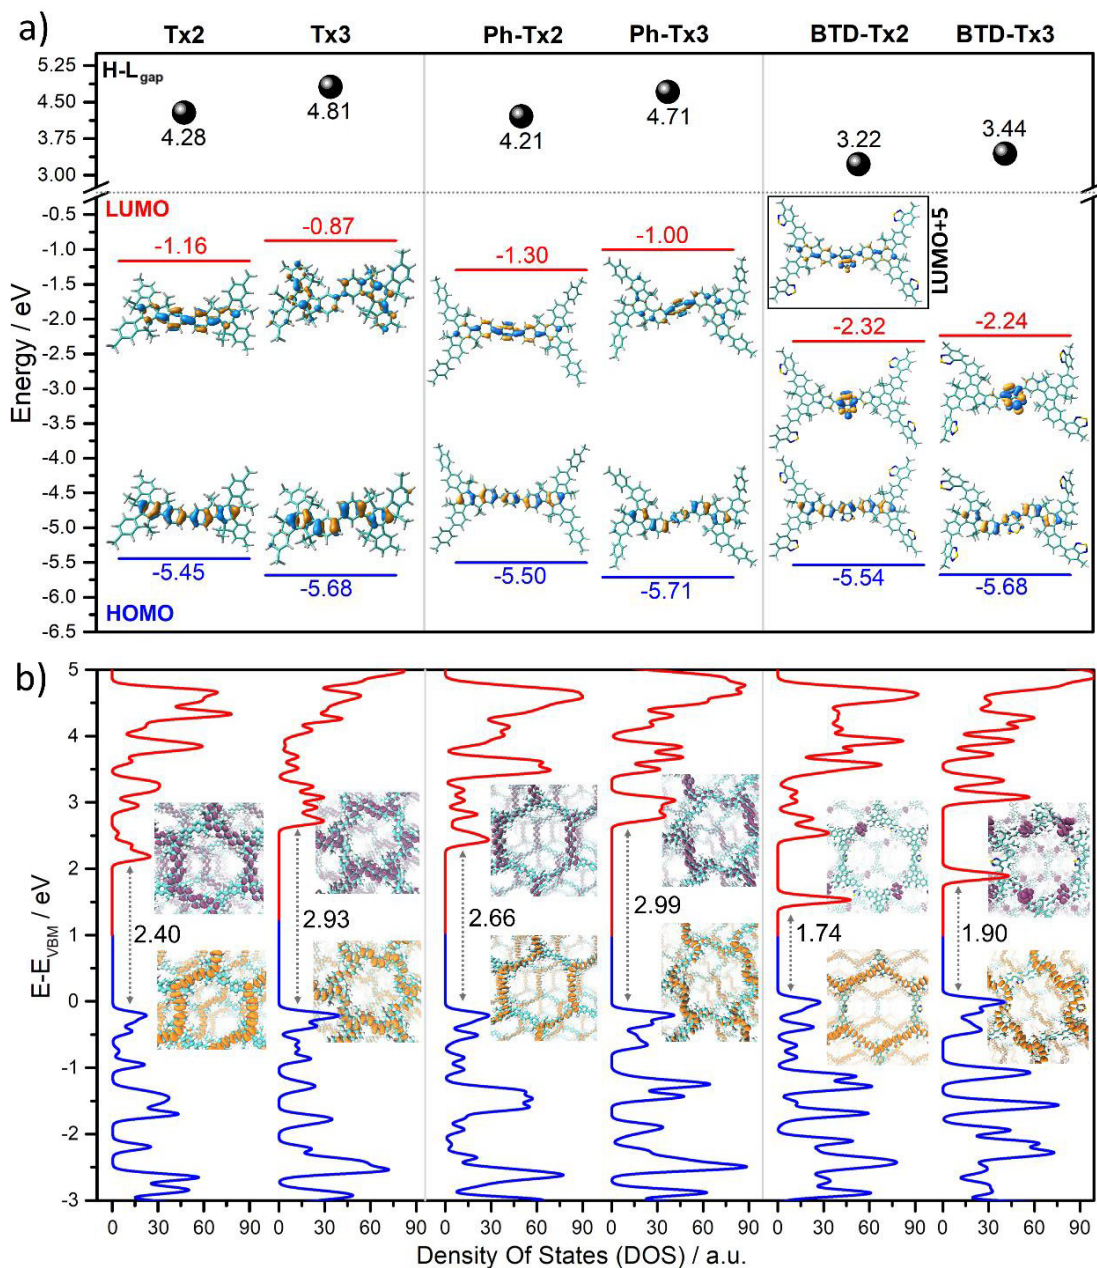 a)
Tx2 Tx3 Ph-Tx2 Ph-Tx3 BTD-Tx2 BTD-Tx3
H-Lgap
5.25
4.50
3.75
3.00
4.28 4.81 4.21 4.71 3.22 3.44
Energy / eV
-0.5
-1.0
-1.5
-2.0
-2.5
-3.0
-3.5
-4.0
-4.5
-5.0
-5.5
-6.0
-6.5
LUMO
-1.16 -0.87 -1.30 -1.00 -2.32 -2.24
LUMO+5
-5.45 -5.68 -5.50 -5.71 -5.54 -5.68
HOMO
b)
E-EVBM / eV
5
4
3
2
1
0
-1
-2
-3
2.40 2.93 2.66 2.99 1.74 1.90
0 30 60 90 0 30 60 90 0 30 60 90 0 30 60 90 0 30 60 90 0 30 60 90
Density Of States (DOS) / a.u.